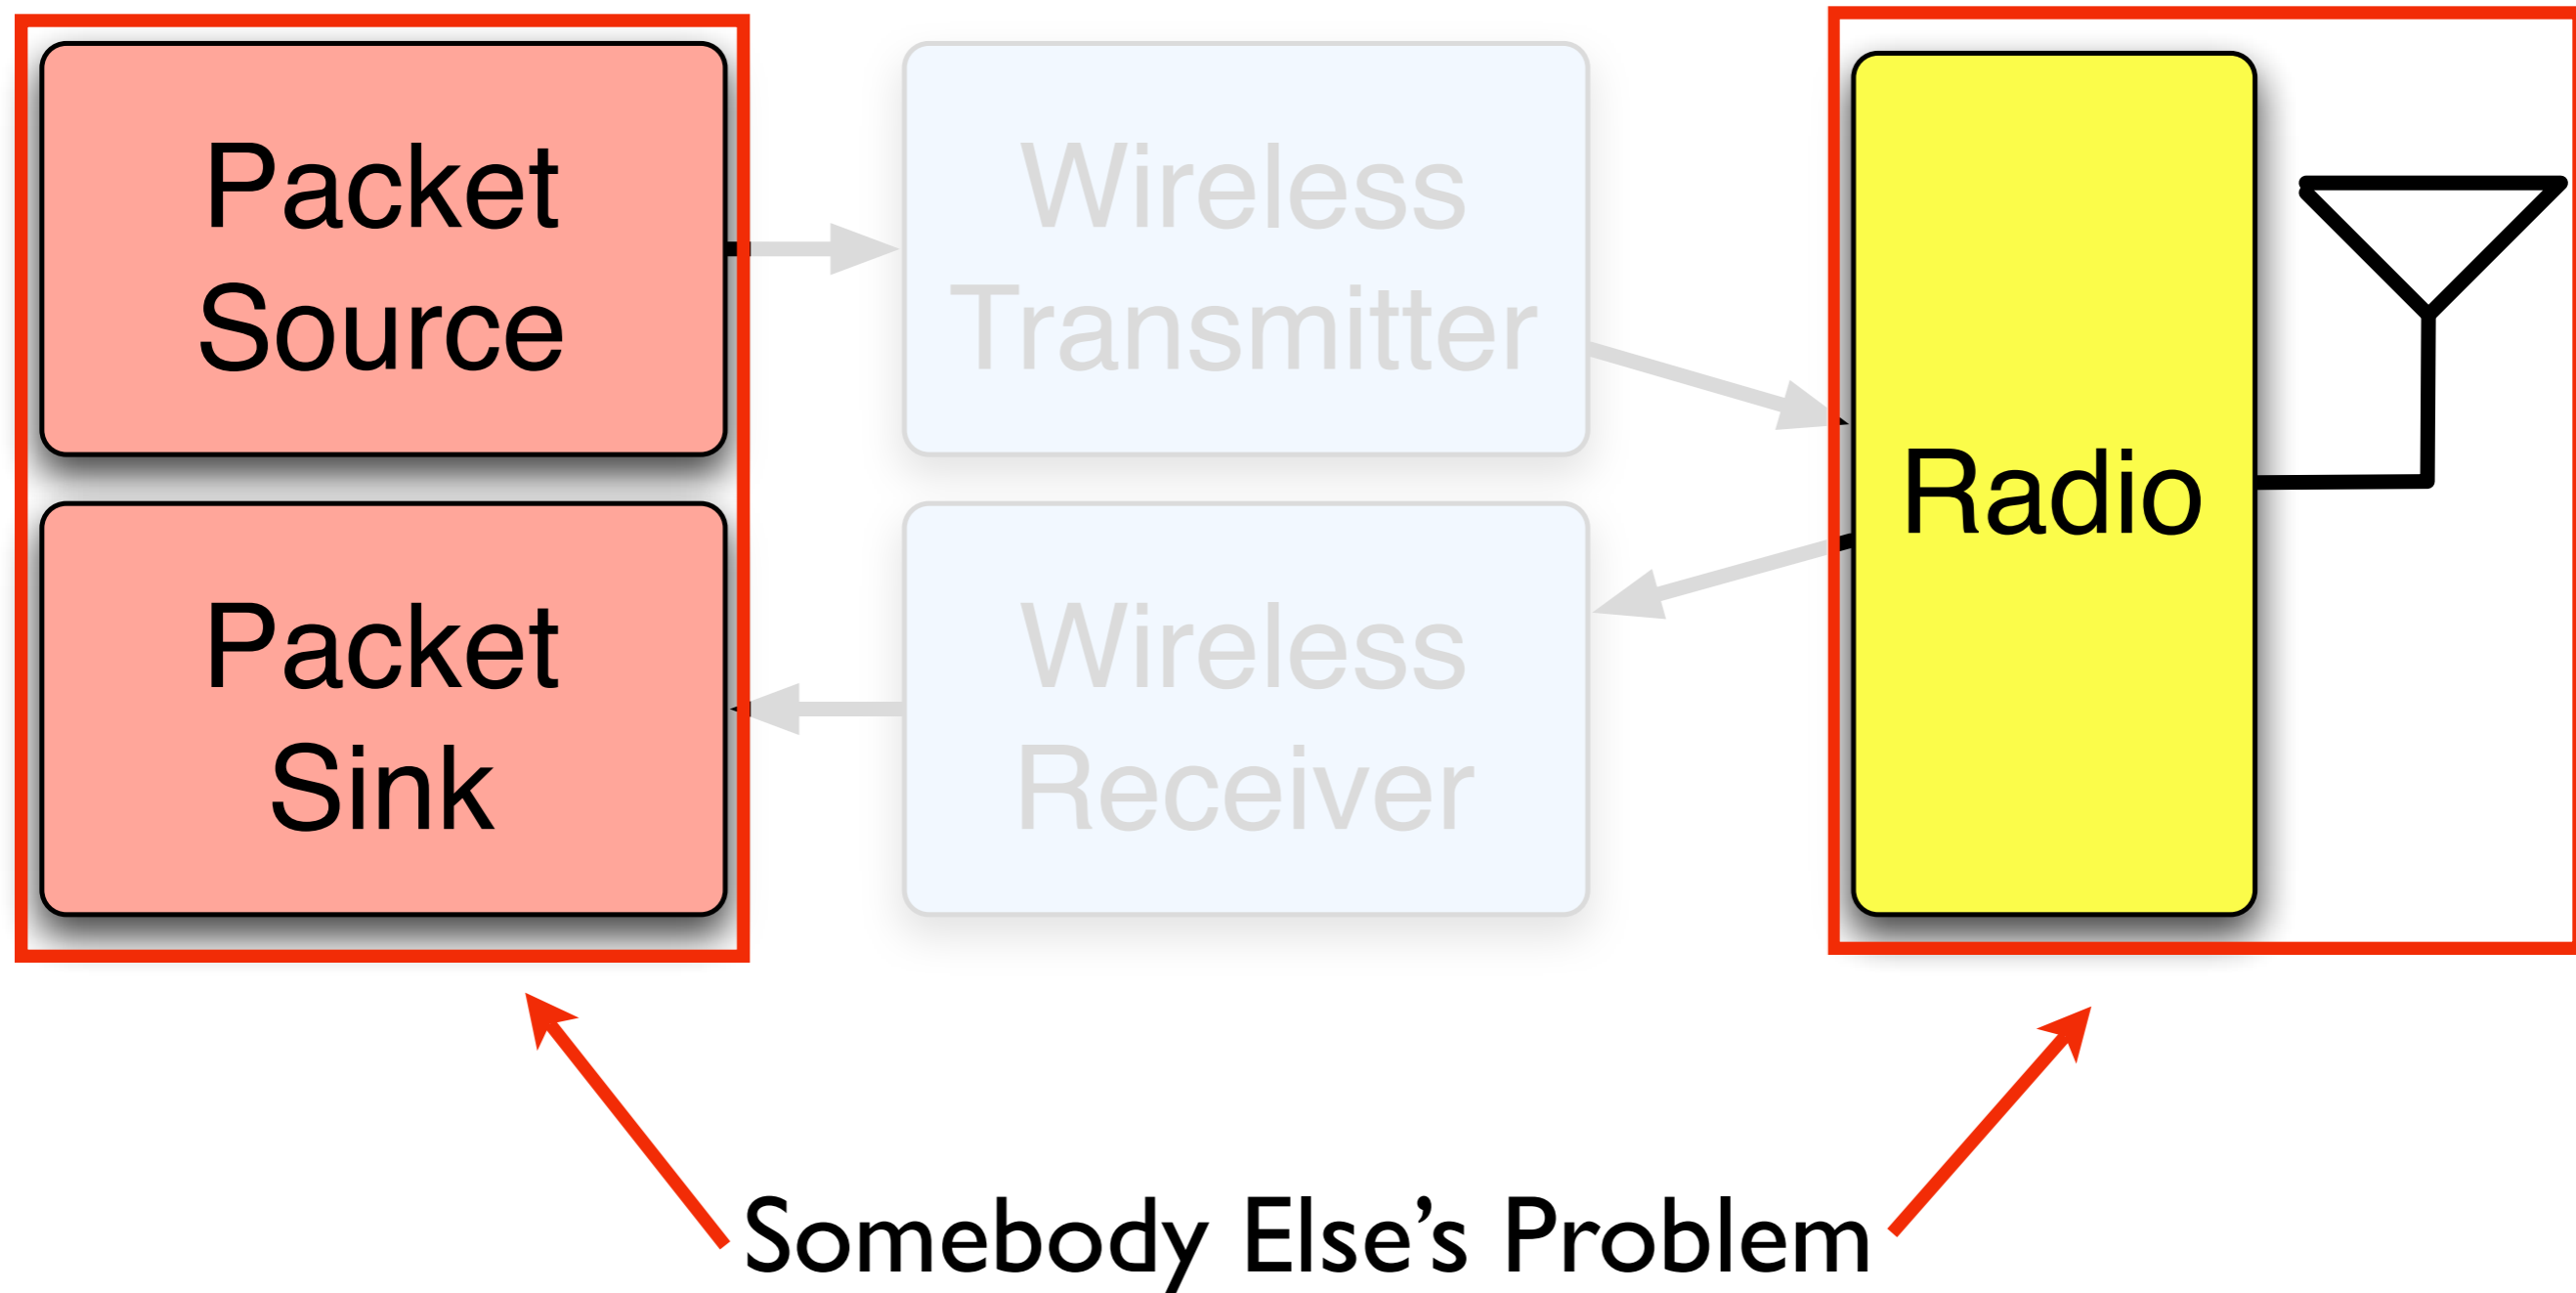 Packet
Source
Wireless
Transmitter
Radio
Packet
Sink
Wireless
Receiver
Somebody Else’s Problem